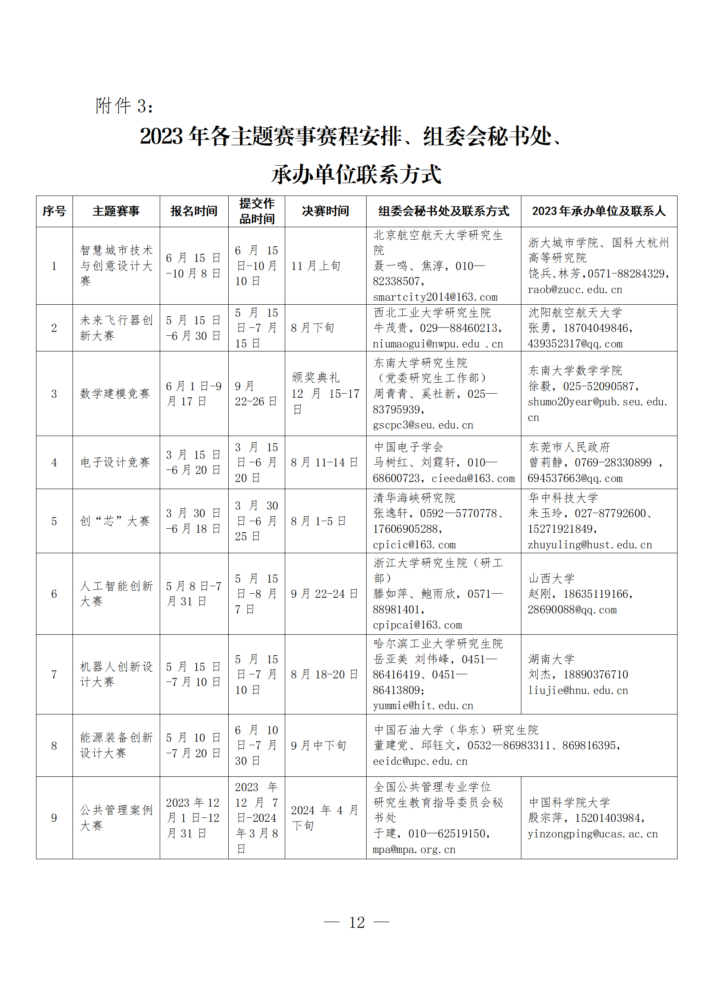 附件 3：
2023 年各主题赛事赛程安排、组委会秘书处、
承办单位联系方式
序号 主题赛事 报名时间 提交作品时间 决赛时间 组委会秘书处及联系方式 2023 年承办单位及联系人
1
智慧城市技术
与创意设计大
赛
6 月 15 日
-10 月 8 日
6 月 15
日-10 月
10 日
11 月上旬
北京航空航天大学研究生
院
聂一鸣、焦淳，010—
82338507，
smartcity2014@163.com
浙大城市学院、国科大杭州
高等研究院
饶兵、林芳,0571-88284329，
raob@zucc.edu.cn
2
未来飞行器创
新大赛
5 月 15 日
-6 月 30 日
5 月 15
日-7 月
15 日
8 月下旬
西北工业大学研究生院
牛茂贵，029—88460213，
niumaogui@nwpu.edu .cn
沈阳航空航天大学
张勇，18704049846，
439352317@qq.com
3
数学建模竞赛
6 月 1 日-9
月 17 日
9 月
22-26 日
颁奖典礼
12 月 15-17
日
东南大学研究生院
（党委研究生工作部）
周青青、奚社新，025—
83795939，
gscpc3@seu.edu.cn
东南大学数学学院
徐毅，025-52090587，
shumo20year@pub.seu.edu.
cn
4
电子设计竞赛
3 月 15 日
-6 月 20 日
3 月 15
日-6 月
20 日
8 月 11-14 日
中国电子学会
马树红、刘霆轩，010—
68600723，cieeda@163.com
东莞市人民政府
曾莉静，0769-28330899 ，
694537663@qq.com
5
创“芯”大赛
3 月 30 日
-6 月 18 日
3 月 30
日-6 月
25 日
8 月 1-5 日
清华海峡研究院
张逸轩，0592—5770778、
17606905288，
cpicic@163.com
华中科技大学
朱玉玲，027-87792600、
15271921849，
zhuyuling@hust.edu.cn
6
人工智能创新
大赛
5 月 8 日-7
月 31 日
5 月 15
日-8 月
7 日
9 月 22-24 日
浙江大学研究生院（研工
部）
滕如萍、鲍雨欣，0571—
88981401，
cpipcai@163.com
山西大学
赵刚，18635119166，
28690088@qq.com
7
机器人创新设
计大赛
5 月 15 日
-7 月 10 日
5 月 15
日-7 月
10 日
8 月 18-20 日
哈尔滨工业大学研究生院
岳亚美 刘伟峰，0451—
86416419、0451—
86413809；
yummie@hit.edu.cn
湖南大学
刘杰，18890376710
liujie@hnu.edu.cn
8
能源装备创新
设计大赛
5 月 10 日
-7 月 20 日
6 月 10
日-7 月
30 日
9 月中下旬
中国石油大学（华东）研究生院
董建党、邱钰文，0532—86983311、869816395，
eeidc@upc.edu.cn
9
公共管理案例
大赛
2023 年 12
月 1 日-12
月 31 日
2023 年
12 月 7
日-2024
年 3 月 8
日
2024 年 4 月
下旬
全国公共管理专业学位
研究生教育指导委员会秘
书处
于建，010—62519150，
mpa@mpa.org.cn
中国科学院大学
殷宗萍，15201403984，
yinzongping@ucas.ac.cn
— 12 —